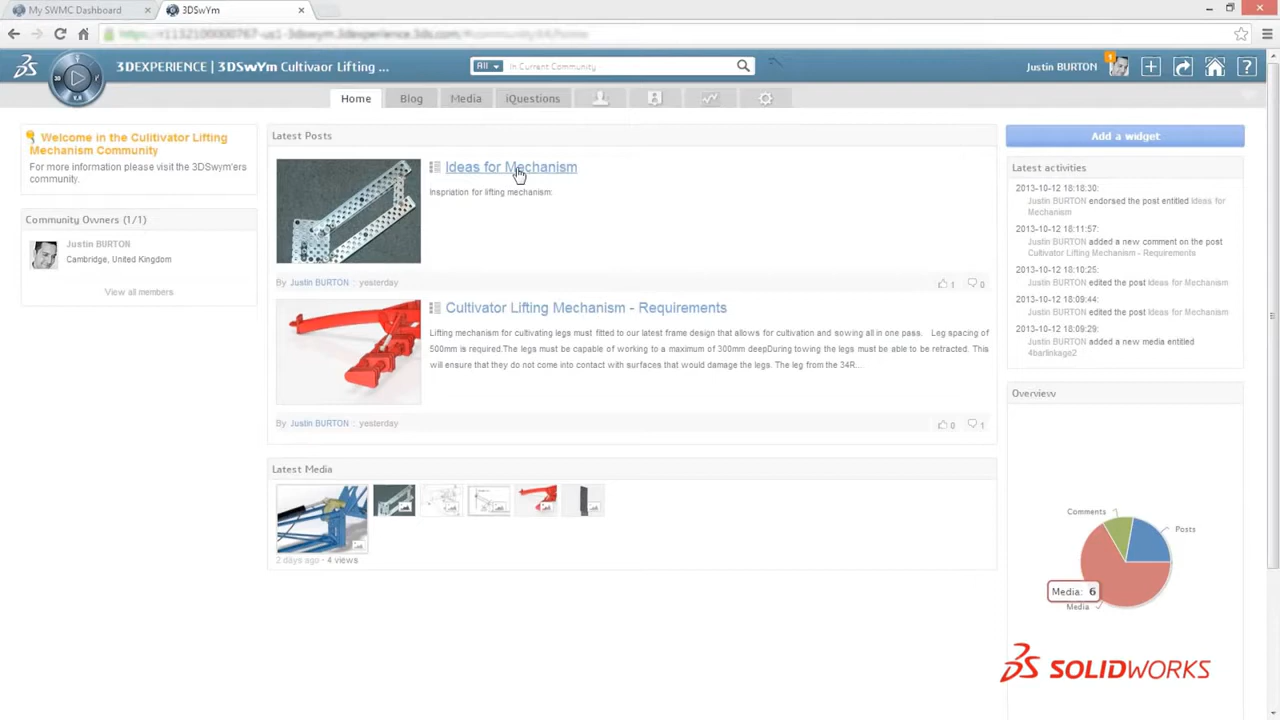 My SWMC Dashboard
3DSwYm
3DEXPERIENCE | 3DSwYm Cultivaor Lifting ...
All
In Current Community
Justin BURTON
1
Home
Blog
Media
iQuestions
Welcome in the Culitivator Lifting
Mechanism Community
For more information please visit the 3DSwym'ers
community.
Community Owners (1/1)
Justin BURTON
Cambridge, United Kingdom
View all members
Latest Posts
Ideas for Mechanism
Inspriation for lifting mechanism:
By Justin BURTON : yesterday
1
0
Cultivator Lifting Mechanism - Requirements
Lifting mechanism for cultivating legs must fitted to our latest frame design that allows for cultivation and sowing all in one pass. Leg spacing of
500mm is required.The legs must be capable of working to a maximum of 300mm deepDuring towing the legs must be able to be retracted. This
will ensure that they do not come into contact with surfaces that would damage the legs. The leg from the 34R...
By Justin BURTON : yesterday
0
1
Latest Media
2 days ago - 4 views
Add a widget
Latest activities
2013-10-12 18:18:30:
Justin BURTON endorsed the post entitled Ideas for
Mechanism
2013-10-12 18:11:57:
Justin BURTON added a new comment on the post
Cultivator Lifting Mechanism - Requirements
2013-10-12 18:10:25:
Justin BURTON edited the post Ideas for Mechanism
2013-10-12 18:09:44:
Justin BURTON edited the post Ideas for Mechanism
2013-10-12 18:09:29:
Justin BURTON added a new media entitled
4barlinkage2
Overview
Comments
Posts
Media: 6
Media
SOLIDWORKS